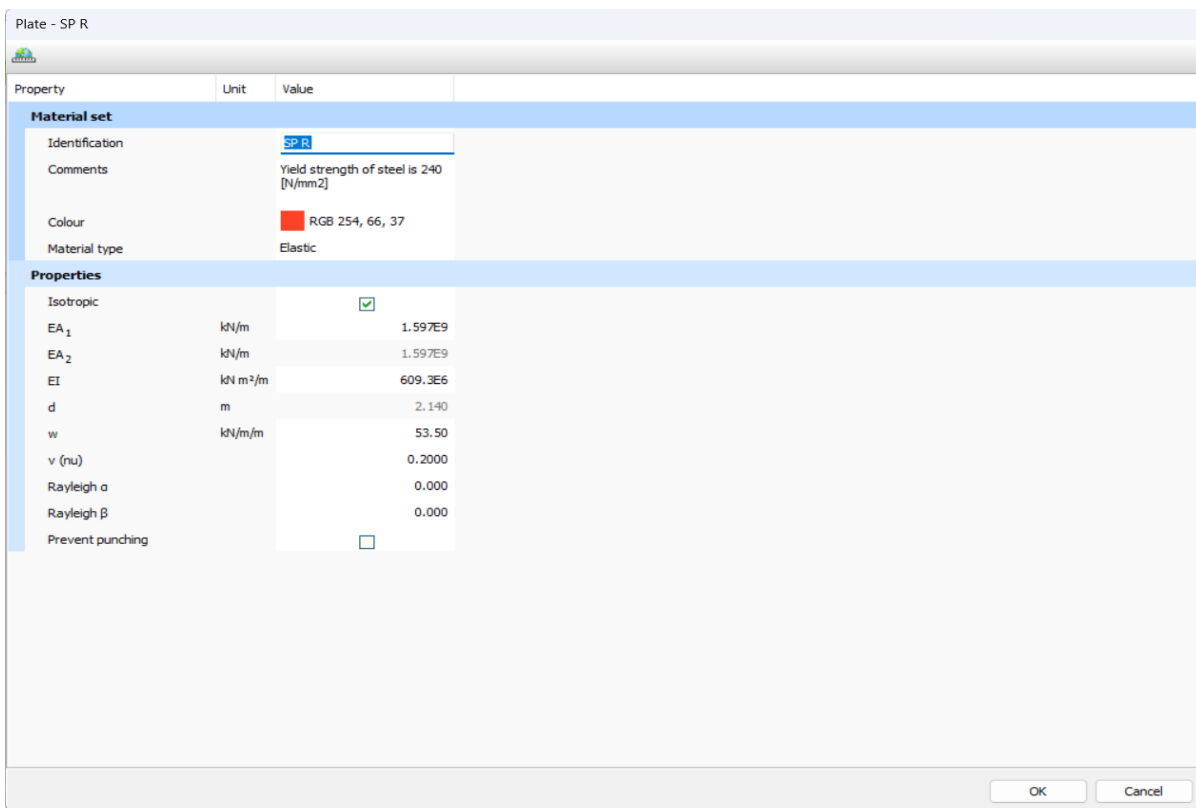 Plate - SP R
Property Unit Value
Material set
Identification SP R
Comments Yield strength of steel is 240
[N/mm2]
Colour RGB 254, 66, 37
Material type Elastic
Properties
Isotropic
EA1 kN/m 1.597E9
EA2 kN/m 1.597E9
EI kN m²/m 609.3E6
d m 2.140
w kN/m/m 53.50
v (nu) 0.2000
Rayleigh α 0.000
Rayleigh β 0.000
Prevent punching
OK Cancel